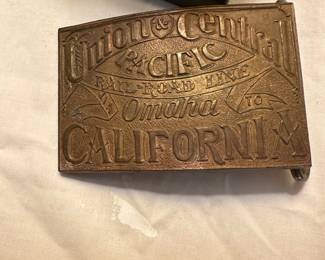 Union & Central
PACIFIC
RAIL-ROAD LINE
Omaha TO
CALIFORNIA